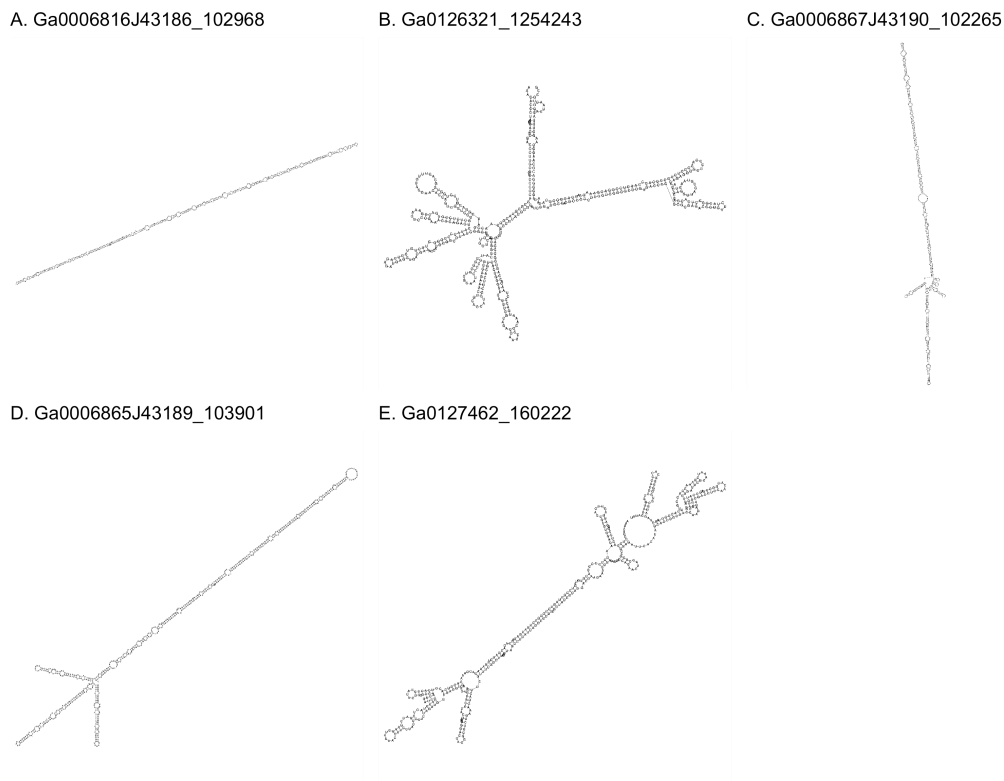 A. Ga0006816J43186_102968
B. Ga0126321_1254243
C. Ga0006867J43190_102265
D. Ga0006865J43189_103901
E. Ga0127462_160222